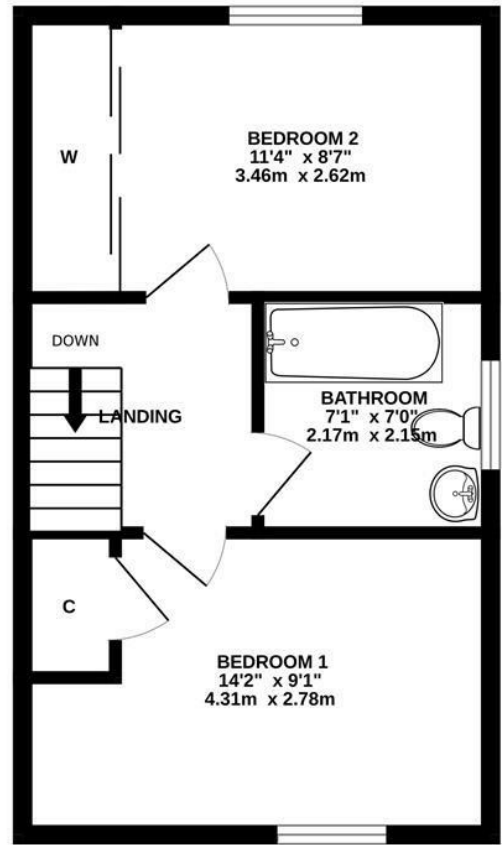 W
BEDROOM 2
11'4" x 8'7"
3.46m x 2.62m
DOWN
LANDING
BATHROOM
7'1" x 7'0"
2.17m x 2.15m
C
BEDROOM 1
14'2" x 9'1"
4.31m x 2.78m